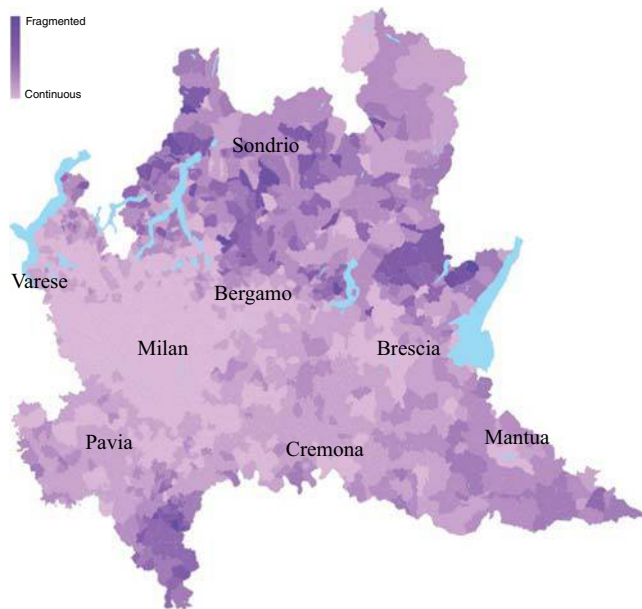 Fragmented
Continuous
Sondrio
Varese
Bergamo
Milan
Brescia
Pavia
Cremona
Mantua